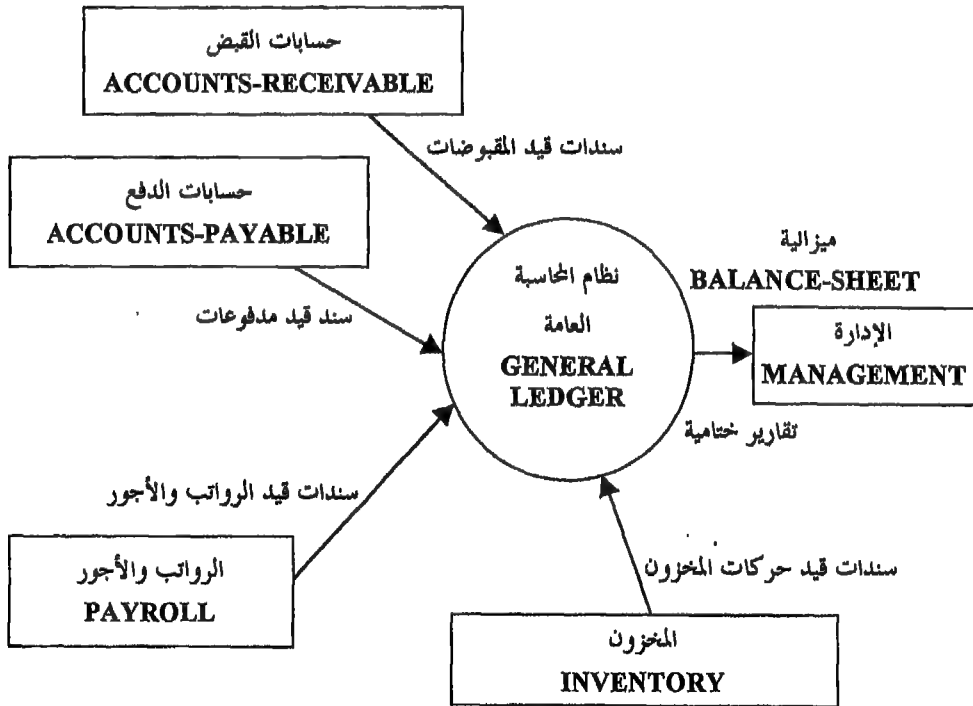 حسابات القبض
ACCOUNTS-RECEIVABLE
سندات قيد المقبوضات
حسابات الدفع
ACCOUNTS-PAYABLE
سند قيد مدفوعات
نظام المحاسبة
العامة
GENERAL
LEDGER
ميزالية
BALANCE-SHEET
الإدارة
MANAGEMENT
تقارير ختامية
سندات قيد الرواتب والأجور
الرواتب والأجور
PAYROLL
سندات قيد حركات المخزون
المخزون
INVENTORY